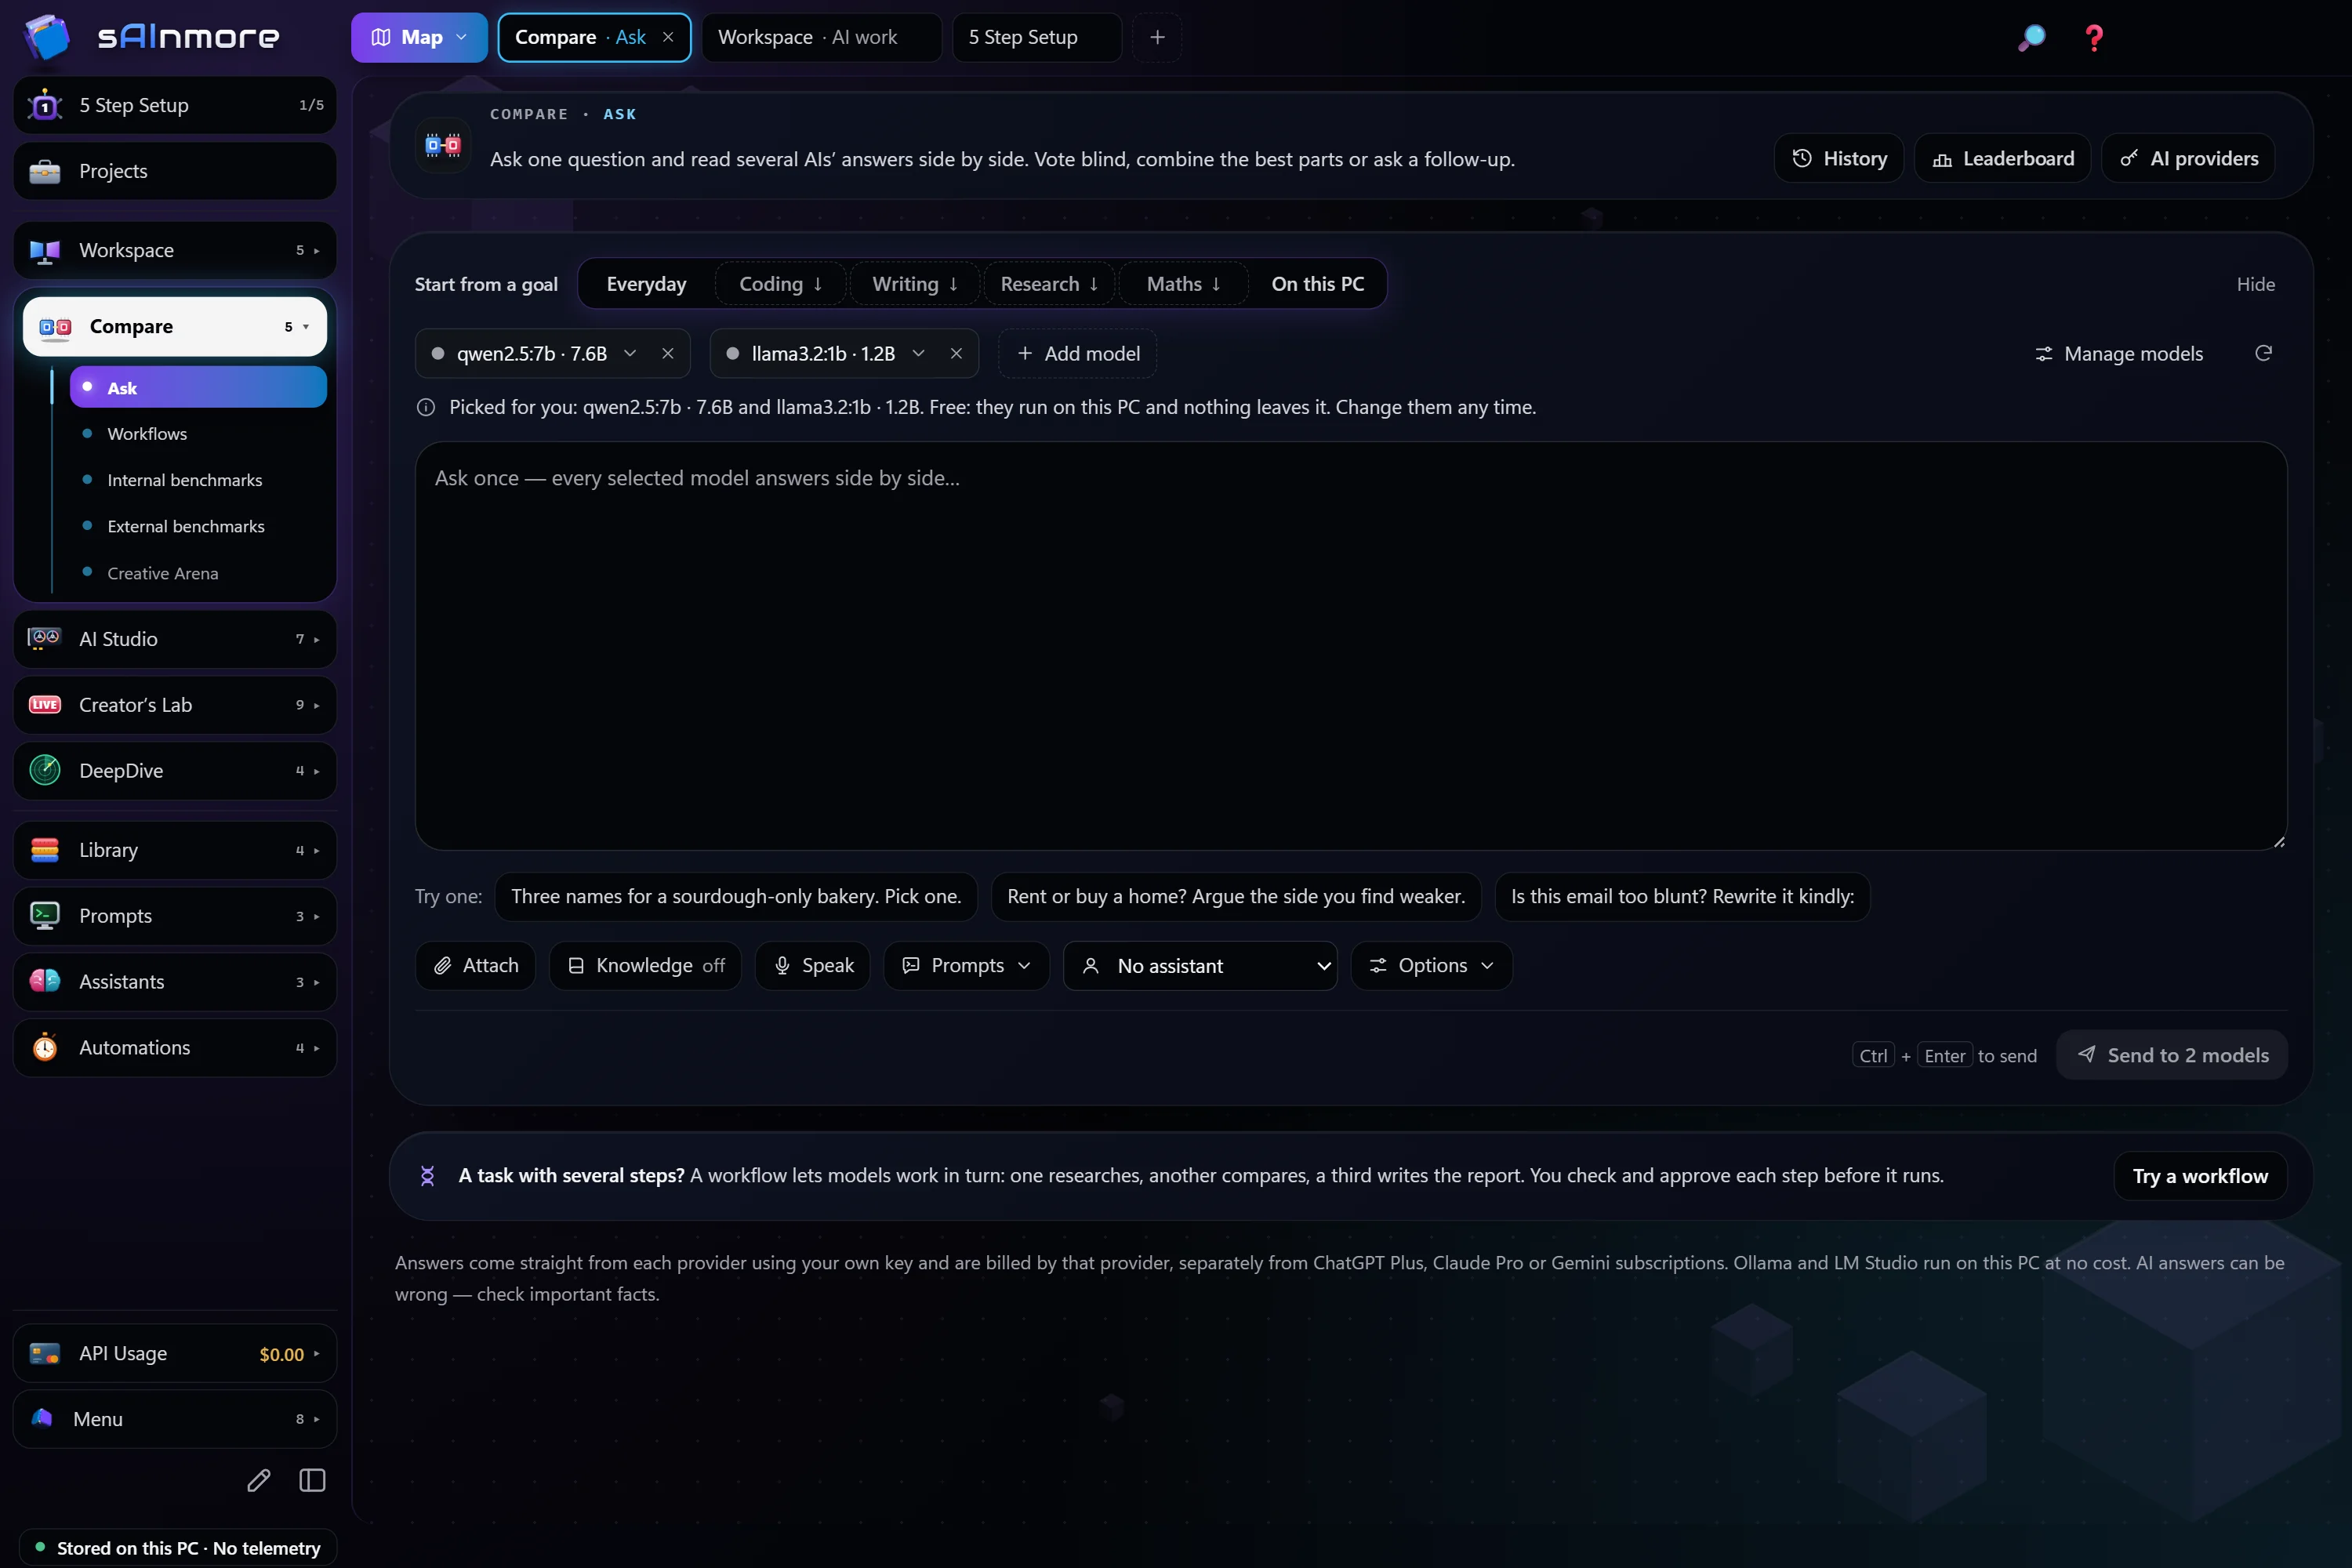 sAInmore
Map
Compare · Ask
Workspace · AI work
5 Step Setup
1
5 Step Setup 1/5
Projects
Workspace 5
Compare 5
Ask
Workflows
Internal benchmarks
External benchmarks
Creative Arena
AI Studio 7
LIVE
Creator’s Lab 9
DeepDive 4
Library 4
Prompts 3
Assistants 3
Automations 4
API Usage $0.00
Menu 8
Stored on this PC · No telemetry
COMPARE · ASK
Ask one question and read several AIs’ answers side by side. Vote blind, combine the best parts or ask a follow-up.
History
Leaderboard
AI providers
Start from a goal
Everyday
Coding ↓
Writing ↓
Research ↓
Maths ↓
On this PC
Hide
qwen2.5:7b · 7.6B
llama3.2:1b · 1.2B
+ Add model
Manage models
Picked for you: qwen2.5:7b · 7.6B and llama3.2:1b · 1.2B. Free: they run on this PC and nothing leaves it. Change them any time.
Ask once — every selected model answers side by side...
Try one:
Three names for a sourdough-only bakery. Pick one.
Rent or buy a home? Argue the side you find weaker.
Is this email too blunt? Rewrite it kindly:
Attach
Knowledge off
Speak
Prompts
No assistant
Options
Ctrl + Enter to send
Send to 2 models
A task with several steps? A workflow lets models work in turn: one researches, another compares, a third writes the report. You check and approve each step before it runs.
Try a workflow
Answers come straight from each provider using your own key and are billed by that provider, separately from ChatGPT Plus, Claude Pro or Gemini subscriptions. Ollama and LM Studio run on this PC at no cost. AI answers can be
wrong — check important facts.